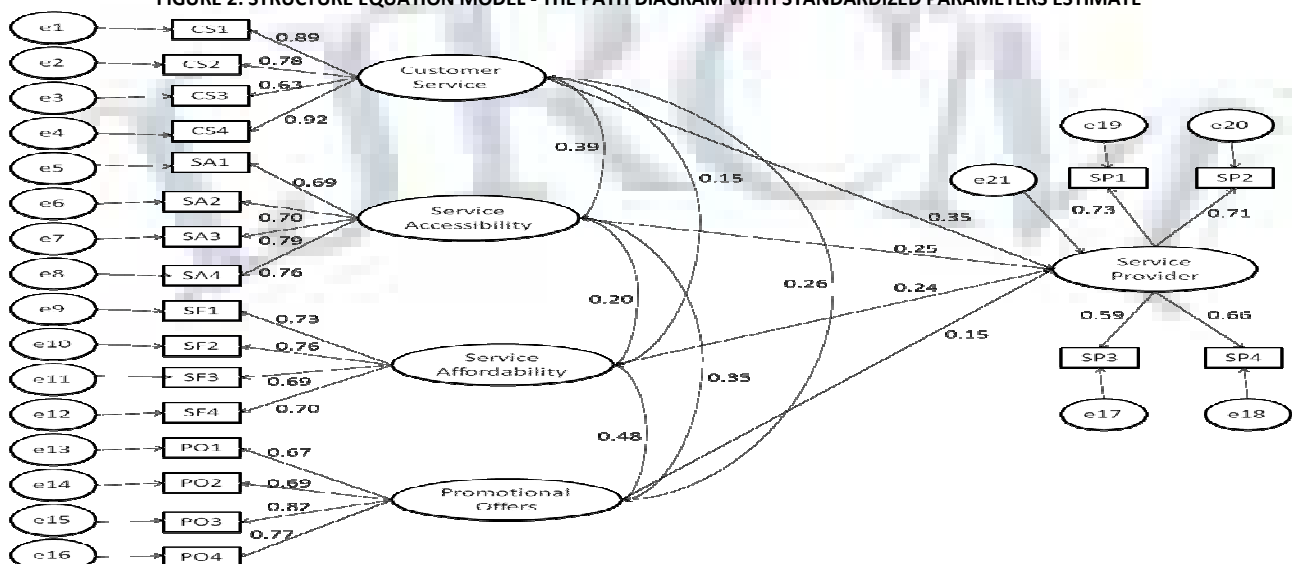 FIGURE 2: STRUCTURE EQUATION MODEL - THE PATH DIAGRAM WITH STANDARDIZED PARAMETERS ESTIMATE
e1 CS1 0.89
e2 CS2 0.78
e3 CS3 0.63
e4 CS4 0.92
Customer
Service
e5 SA1 0.69
e6 SA2 0.70
e7 SA3 0.79
e8 SA4 0.76
Service
Accessibility
e9 SF1 0.73
e10 SF2 0.76
e11 SF3 0.69
e12 SF4 0.70
Service
Affordability
e13 PO1 0.67
e14 PO2 0.69
e15 PO3 0.87
e16 PO4 0.77
Promotional
Offers
0.39
0.15
0.20
0.26
0.35
0.48
0.35
0.25
0.24
0.15
e19 e20
e21 SP1 SP2
0.73 0.71
Service
Provider
0.59 0.66
SP3 SP4
e17 e18